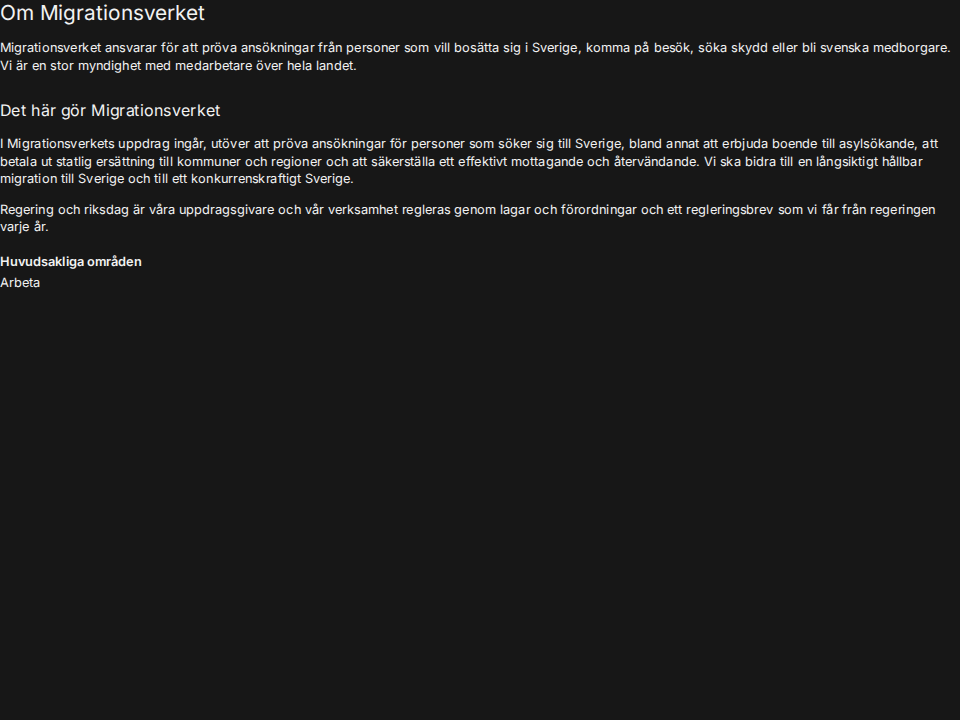 Om Migrationsverket
Migrationsverket ansvarar för att pröva ansökningar från personer som vill bosätta sig i Sverige, komma på besök, söka skydd eller bli svenska medborgare.
Vi är en stor myndighet med medarbetare över hela landet.
Det här gör Migrationsverket
I Migrationsverkets uppdrag ingår, utöver att pröva ansökningar för personer som söker sig till Sverige, bland annat att erbjuda boende till asylsökande, att
betala ut statlig ersättning till kommuner och regioner och att säkerställa ett effektivt mottagande och återvändande. Vi ska bidra till en långsiktigt hållbar
migration till Sverige och till ett konkurrenskraftigt Sverige.
Regering och riksdag är våra uppdragsgivare och vår verksamhet regleras genom lagar och förordningar och ett regleringsbrev som vi får från regeringen
varje år.
Huvudsakliga områden
Arbeta